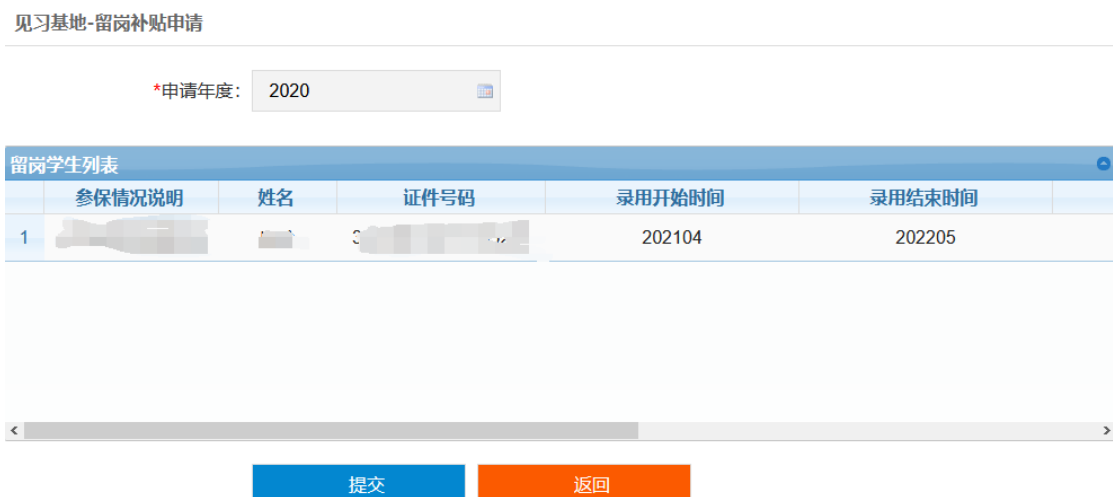 见习基地-留岗补贴申请
*申请年度： 2020
留岗学生列表
参保情况说明 姓名 证件号码 录用开始时间 录用结束时间
1 3 202104 202205
提交 返回